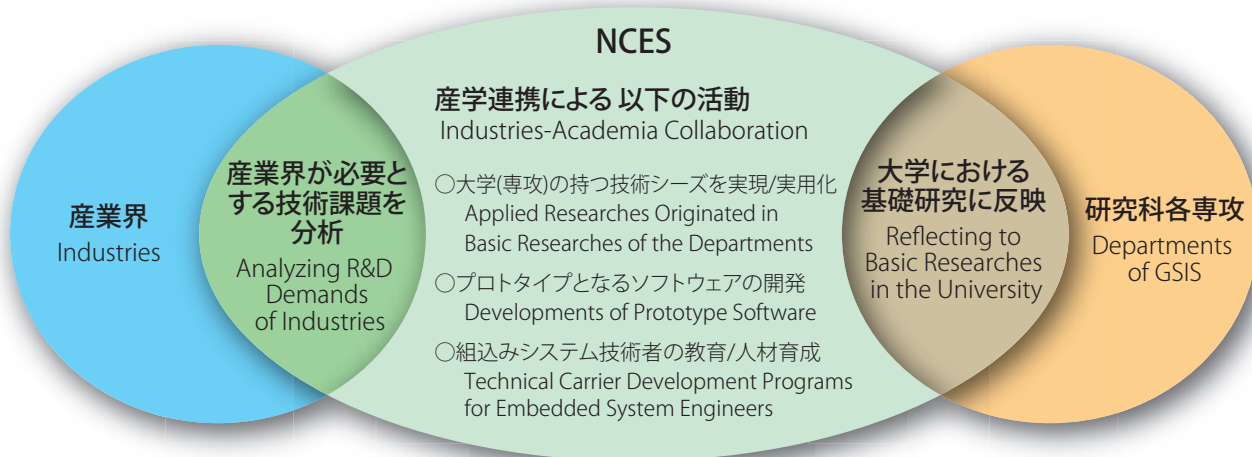 NCES
産学連携による 以下の活動
Industries-Academia Collaboration
○大学(専攻)の持つ技術シーズを実現/実用化
Applied Researches Originated in
Basic Researches of the Departments
○プロトタイプとなるソフトウェアの開発
Developments of Prototype Software
○組込みシステム技術者の教育/人材育成
Technical Carrier Development Programs
for Embedded System Engineers
産業界
Industries
産業界が必要と
する技術課題を
分析
Analyzing R&D
Demands
of Industries
大学における
基礎研究に反映
Reflecting to
Basic Researches
in the University
研究科各専攻
Departments
of GSIS